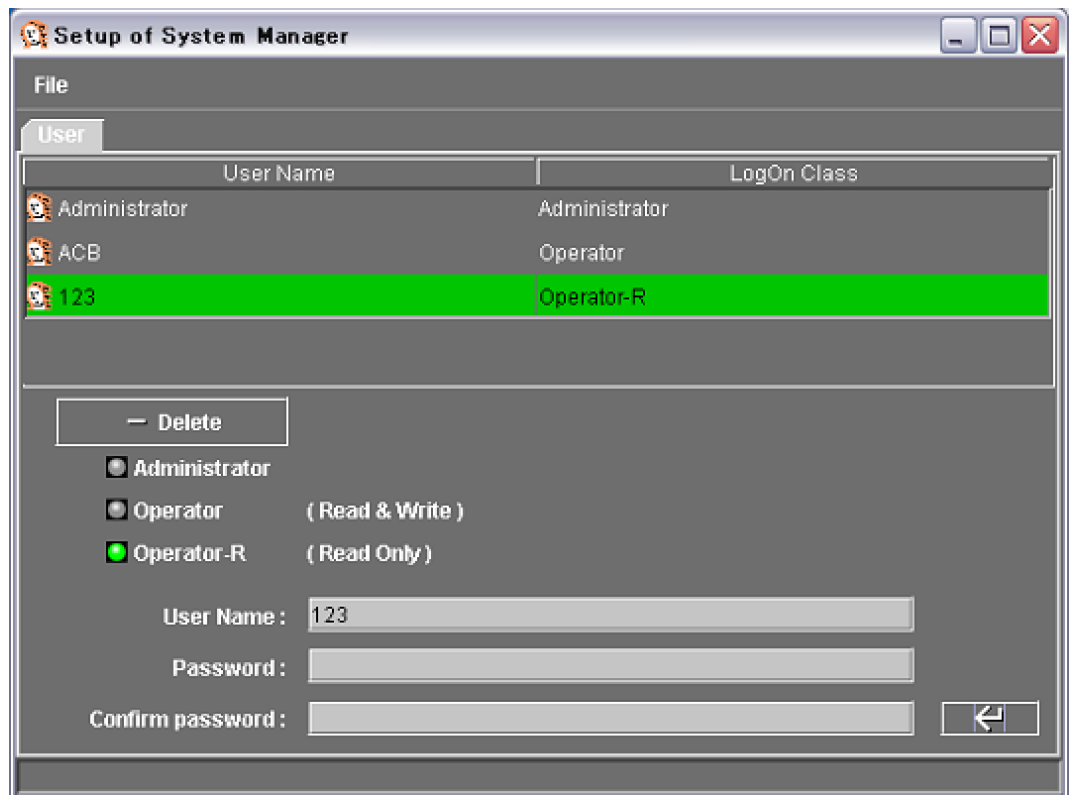 Setup of System Manager
File
User
User Name LogOn Class
Administrator Administrator
ACB Operator
123 Operator-R
— Delete
Administrator
Operator ( Read & Write )
Operator-R ( Read Only )
User Name : 123
Password :
Confirm password :